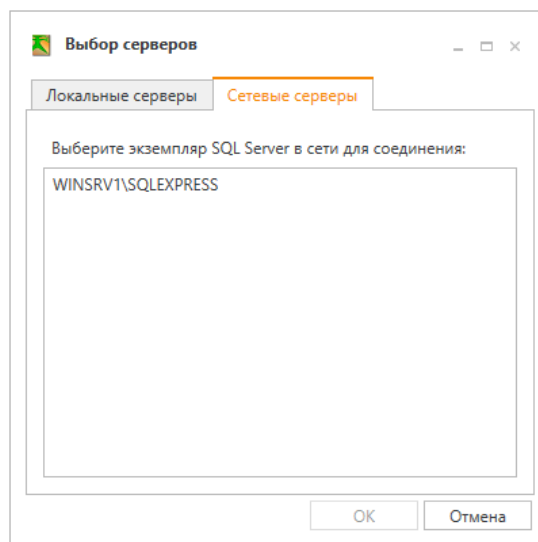 Выбор серверов
Локальные серверы Сетевые серверы
Выберите экземпляр SQL Server в сети для соединения:
WINSRV1\SQLEXPRESS
OK Отмена